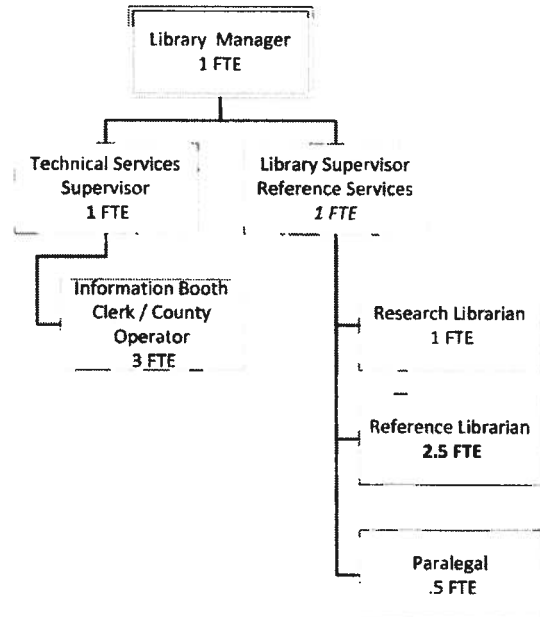 Library Manager
1 FTE
Technical Services
Supervisor
1 FTE
Library Supervisor
Reference Services
1 FTE
Information Booth
Clerk / County
Operator
3 FTE
Research Librarian
1 FTE
Reference Librarian
2.5 FTE
Paralegal
.5 FTE